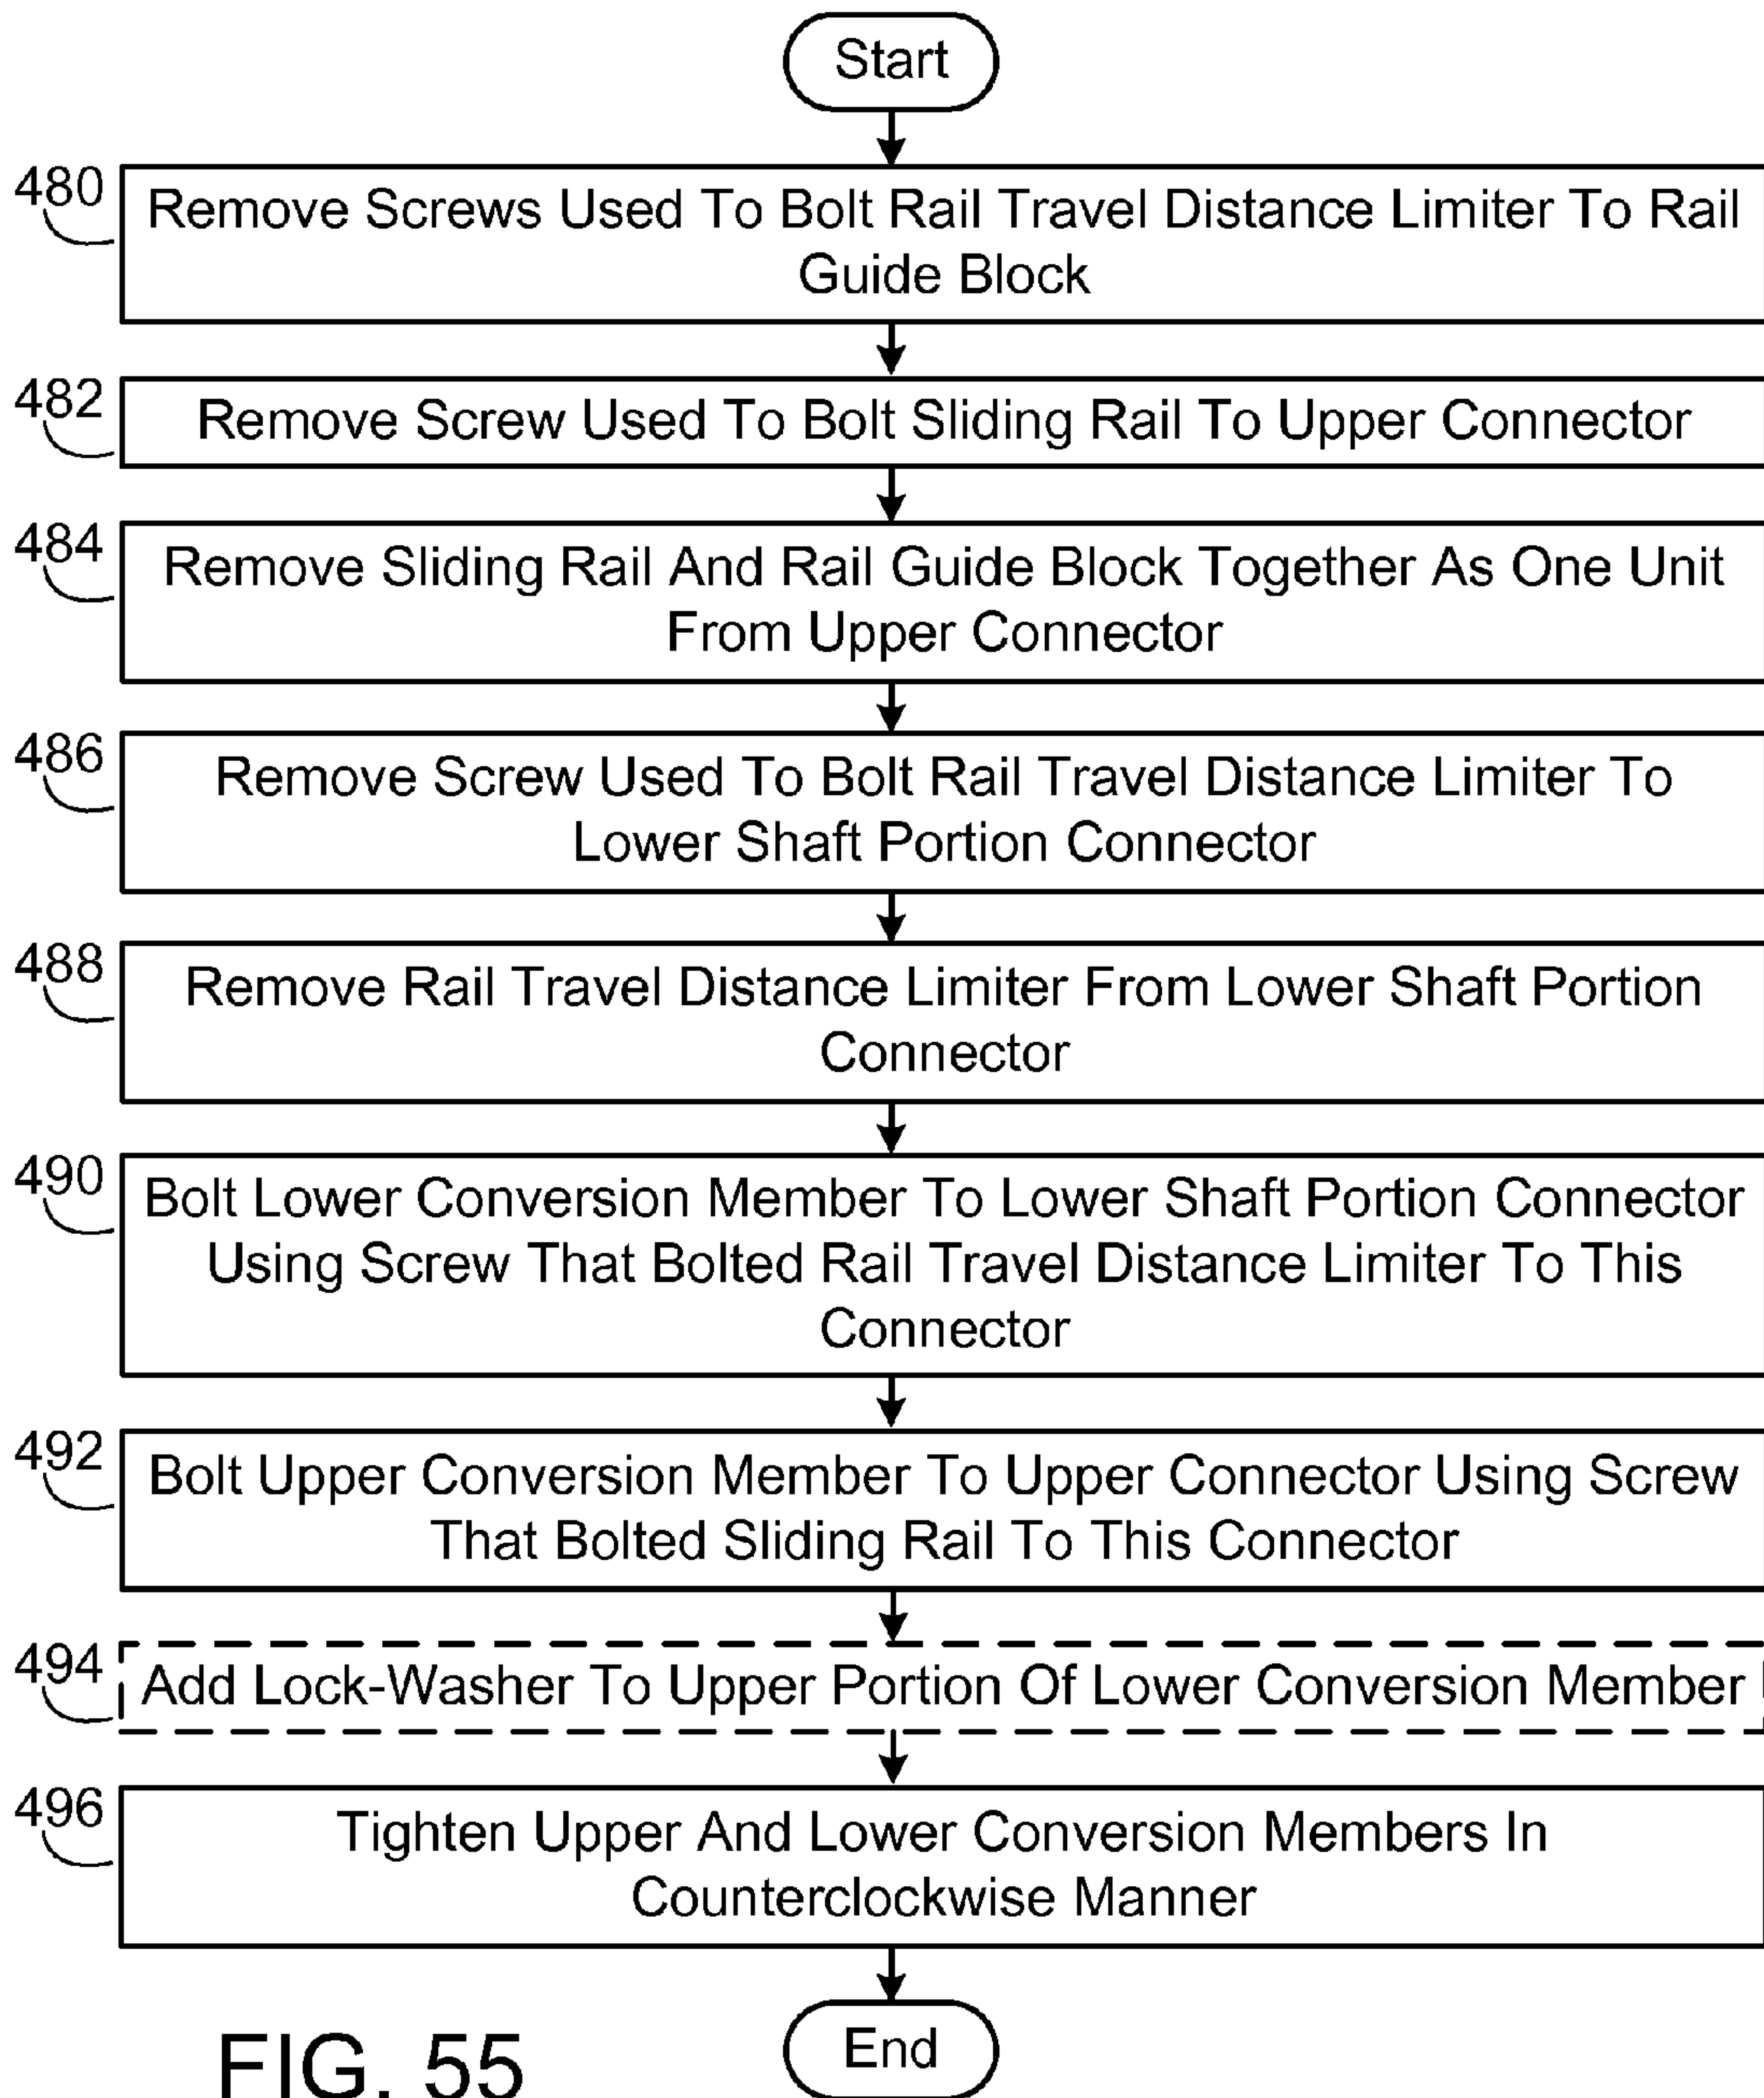 Start
480
Remove Screws Used To Bolt Rail Travel Distance Limiter To Rail
Guide Block
482
Remove Screw Used To Bolt Sliding Rail To Upper Connector
484
Remove Sliding Rail And Rail Guide Block Together As One Unit
From Upper Connector
486
Remove Screw Used To Bolt Rail Travel Distance Limiter To
Lower Shaft Portion Connector
488
Remove Rail Travel Distance Limiter From Lower Shaft Portion
Connector
490
Bolt Lower Conversion Member To Lower Shaft Portion Connector
Using Screw That Bolted Rail Travel Distance Limiter To This
Connector
492
Bolt Upper Conversion Member To Upper Connector Using Screw
That Bolted Sliding Rail To This Connector
494
Add Lock-Washer To Upper Portion Of Lower Conversion Member
496
Tighten Upper And Lower Conversion Members In
Counterclockwise Manner
End
FIG. 55